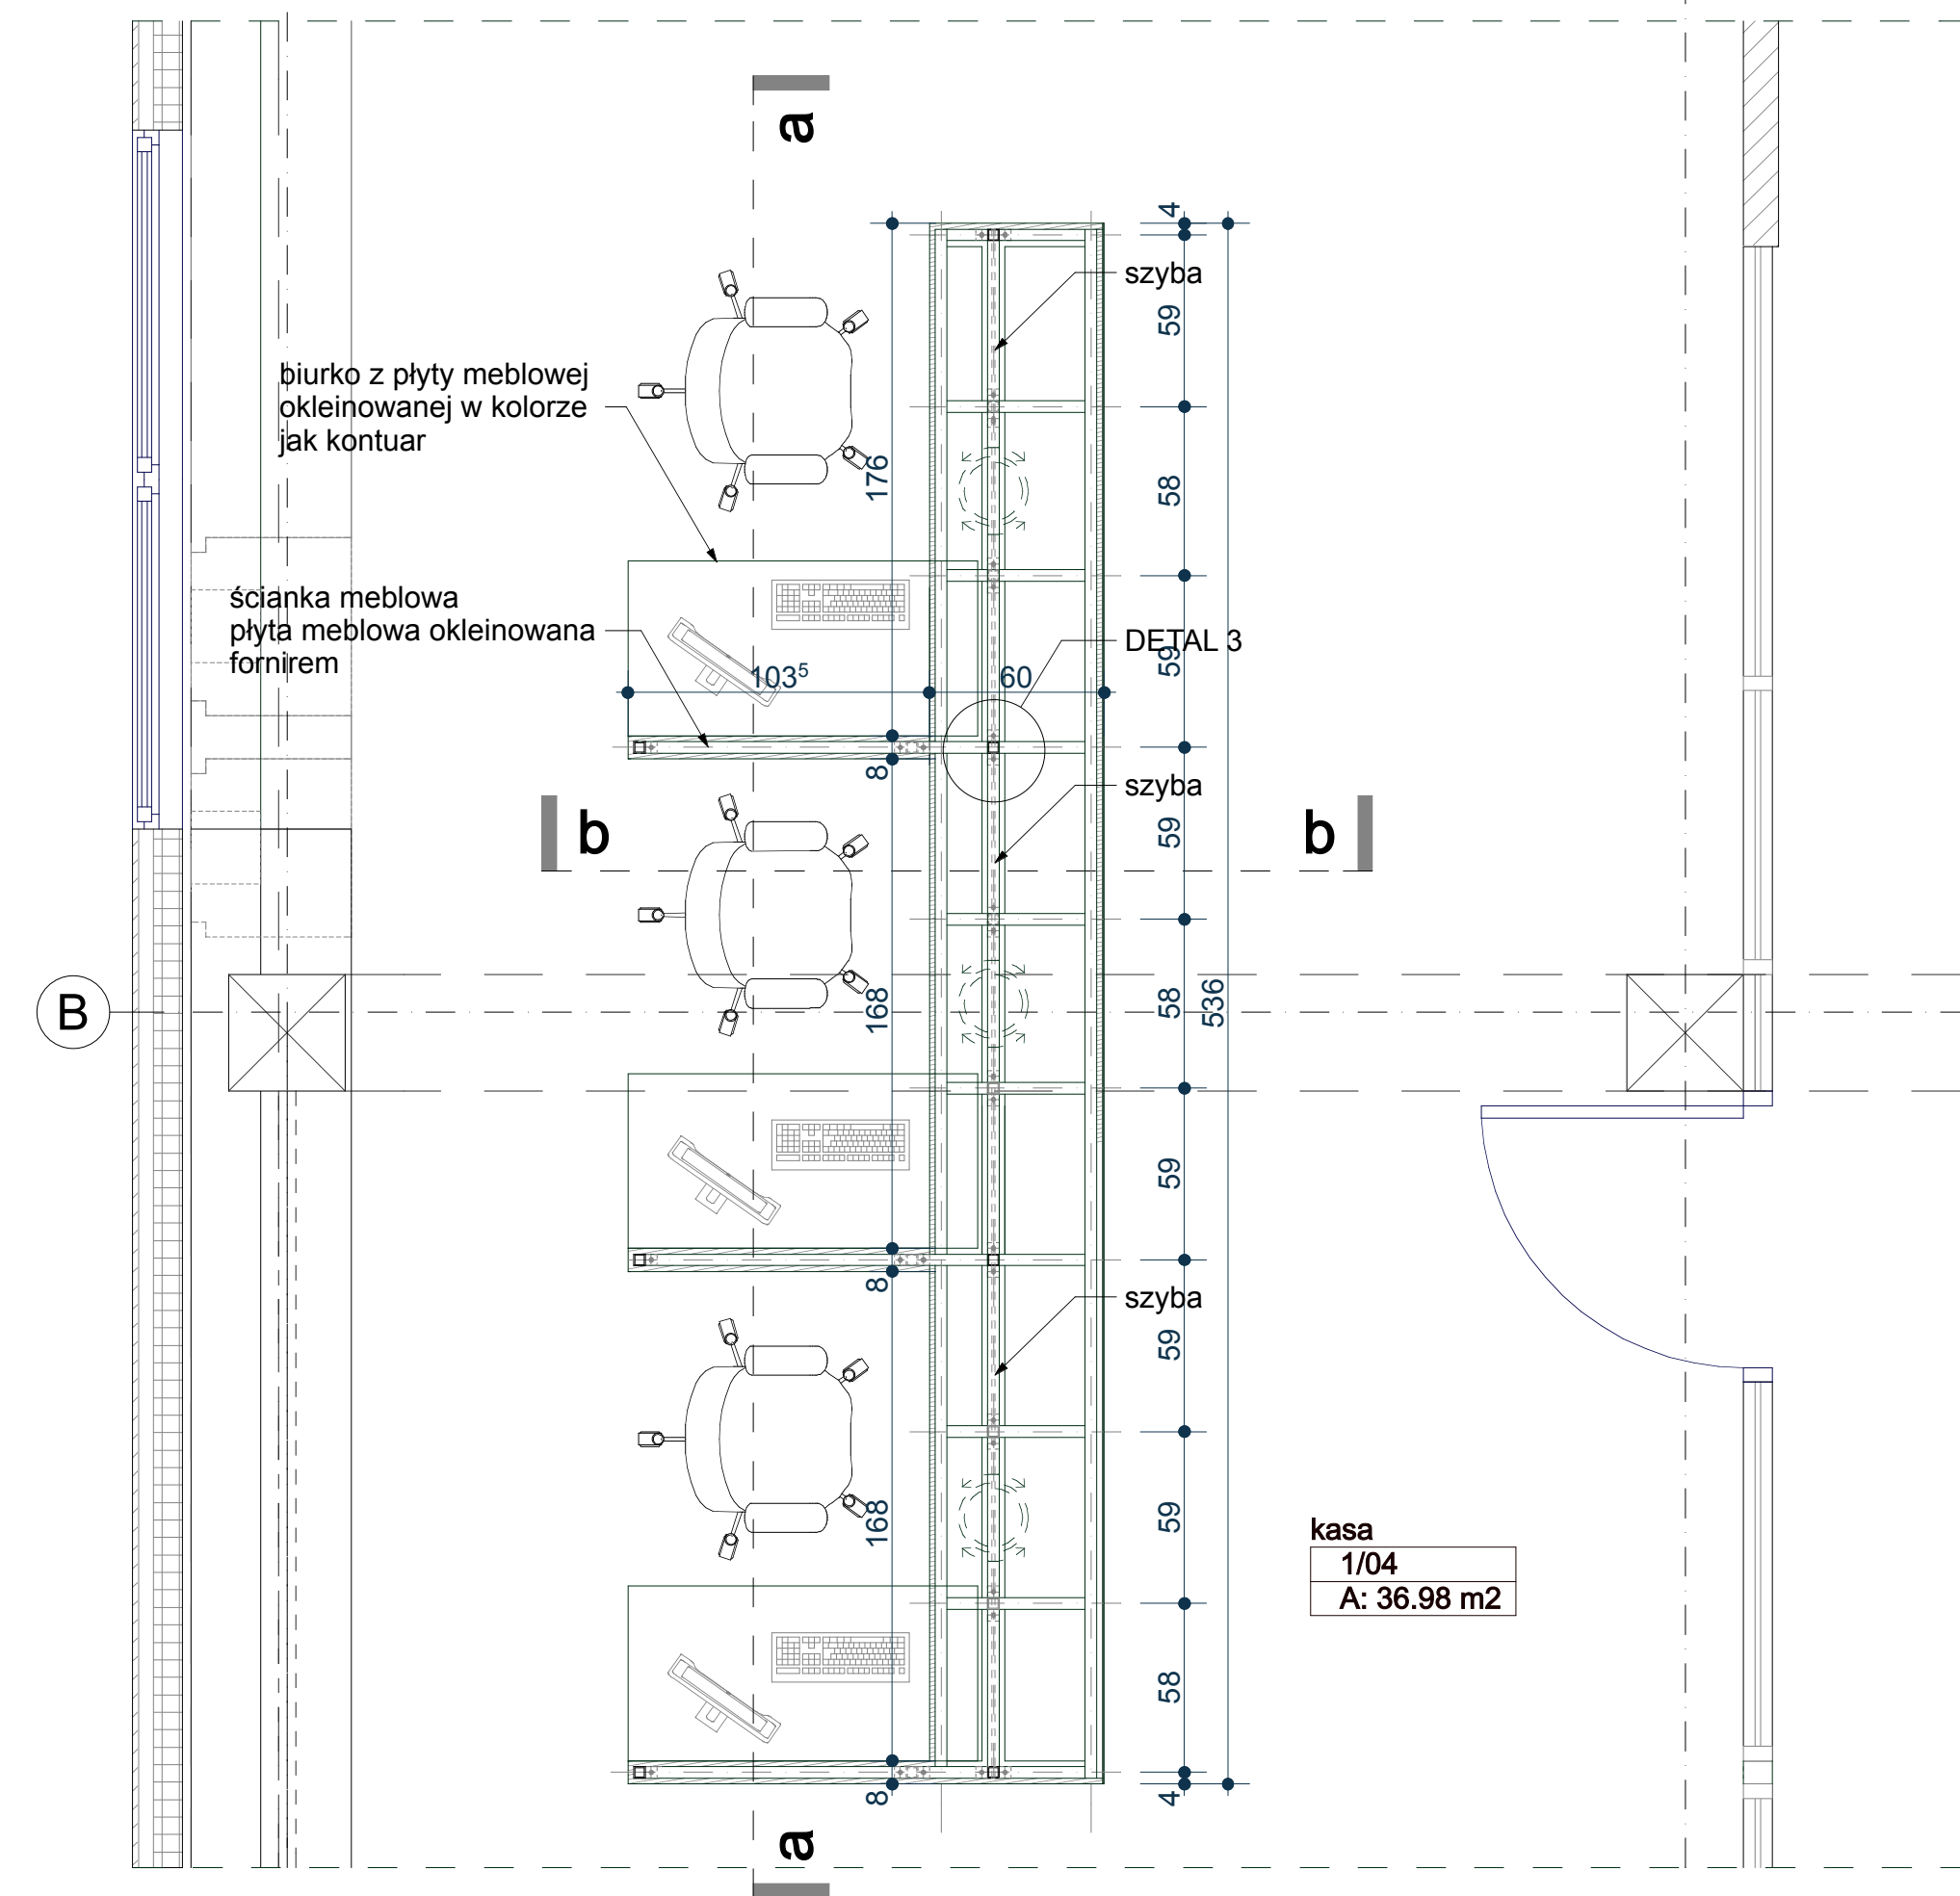 a
4
szyba
59
biurko z płyty meblowej
okleinowanej w kolorze
jak kontuar
176
58
ścianka meblowa
płyta meblowa okleinowana
fornirem
DETAL 3
59
103⁵
60
8
szyba
b
b
59
B
168
58
536
59
8
szyba
59
168
59
kasa
1/04
A: 36.98 m2
58
8
4
a